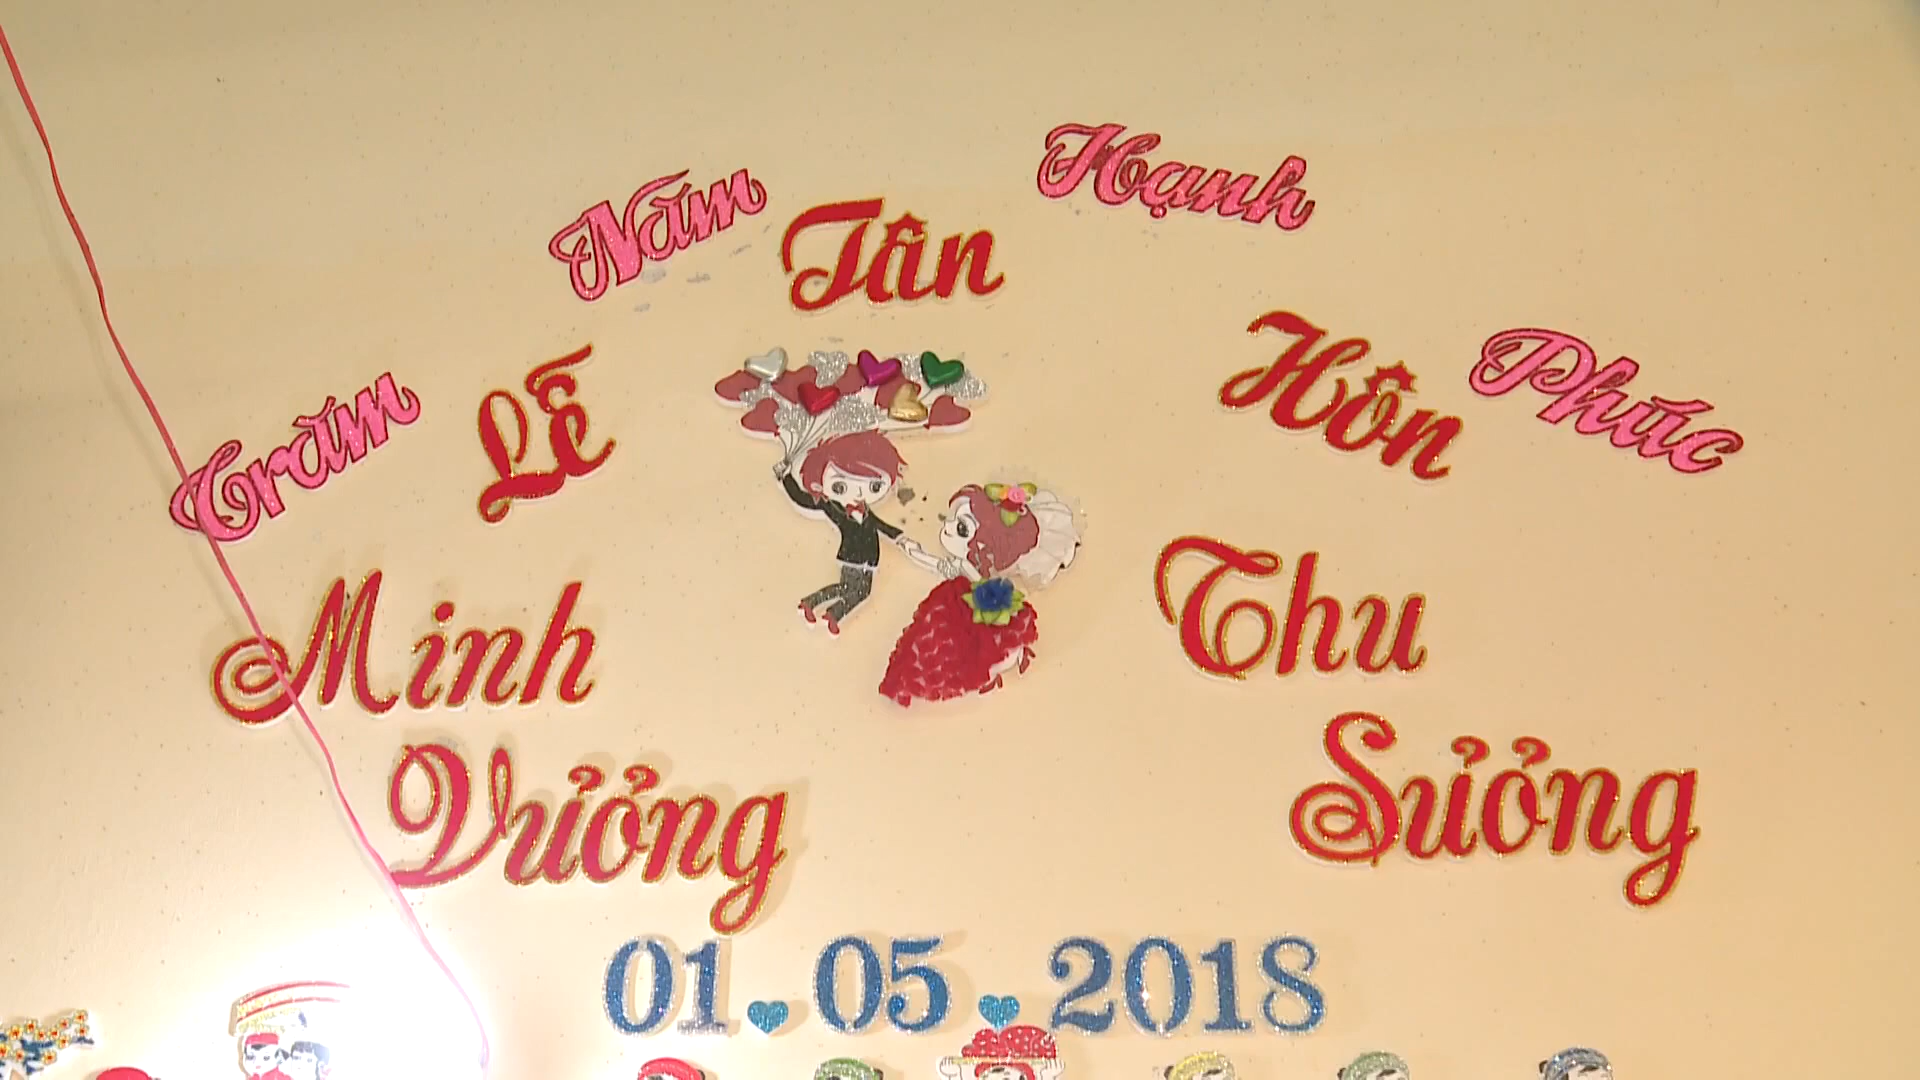 Trăm Năm Hạnh Phúc
Lễ Tân Hôn
Minh Vưởng
Thu Sưởng
01.05.2018